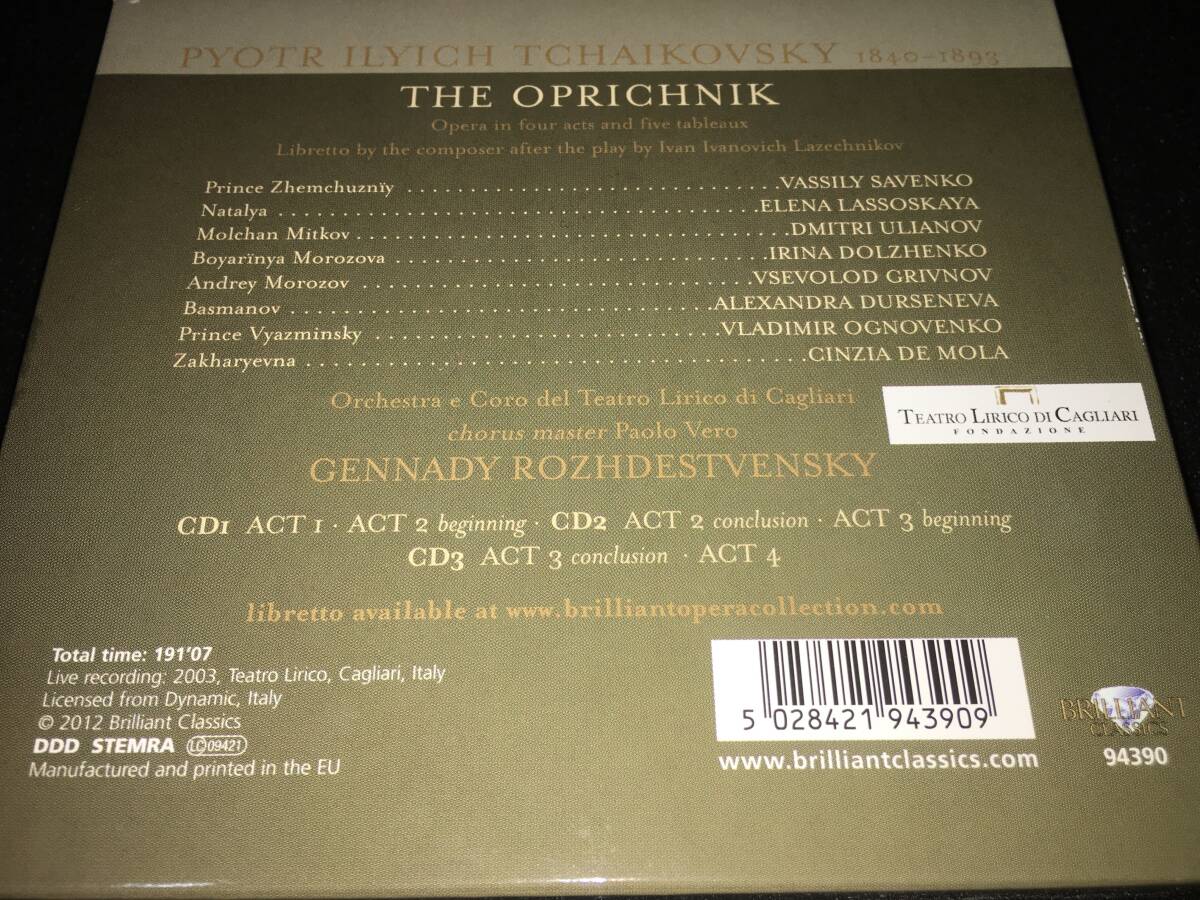 PYOTR ILYICH TCHAIKOVSKY 1840–1893
THE OPRICHNIK
Opera in four acts and five tableaux
Libretto by the composer after the play by Ivan Ivanovich Lazechnikov
Prince Zhemchuznïy ................................ VASSILY SAVENKO
Natalya ........................................ ELENA LASSOSKAYA
Molchan Mitkov ................................... DMITRI ULIANOV
Boyarïnya Morozova ............................. IRINA DOLZHENKO
Andrey Morozov ................................ VSEVOLOD GRIVNOV
Basmanov .................................. ALEXANDRA DURSENEVA
Prince Vyazminsky ............................. VLADIMIR OGNOVENKO
Zakharyevna ........................................ CINZIA DE MOLA
Orchestra e Coro del Teatro Lirico di Cagliari
chorus master Paolo Vero
TEATRO LIRICO DI CAGLIARI
FONDAZIONE
GENNADY ROZHDESTVENSKY
CD1 ACT 1 · ACT 2 beginning · CD2 ACT 2 conclusion · ACT 3 beginning
CD3 ACT 3 conclusion · ACT 4
libretto available at www.brilliantoperacollection.com
Total time: 191'07
Live recording: 2003, Teatro Lirico, Cagliari, Italy
Licensed from Dynamic, Italy
© 2012 Brilliant Classics
DDD STEMRA LC 09421
Manufactured and printed in the EU
5 028421 943909
www.brilliantclassics.com
BRILLIANT
CLASSICS
94390